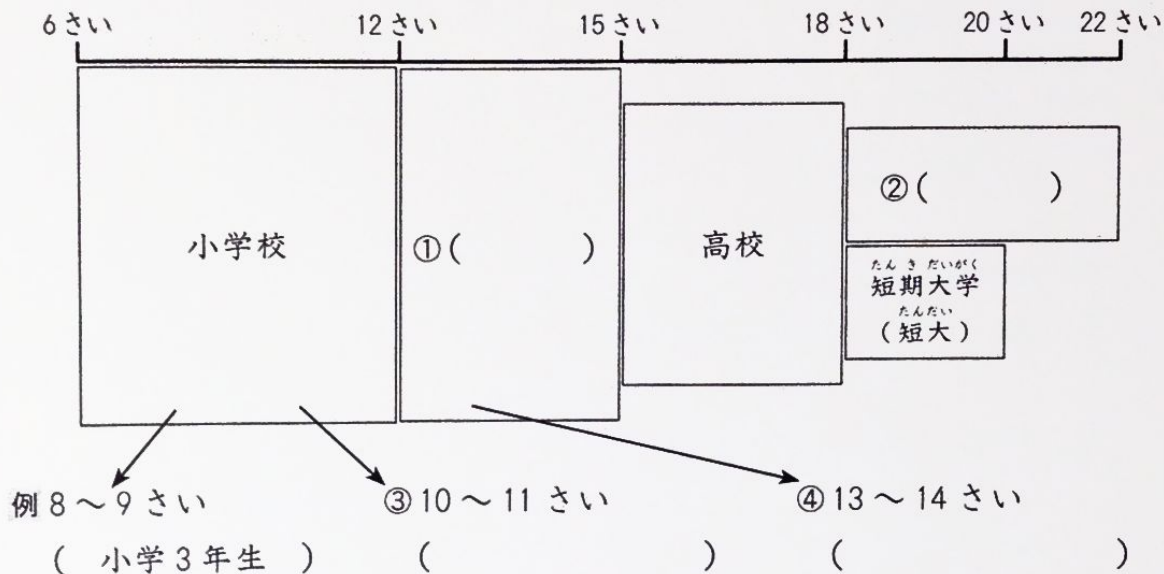 6さい 12さい 15さい 18さい 20さい 22さい
小学校
①(　　　)
高校
②(　　　)
たんきだいがく
短期大学
たんだい
(短大)
例 8～9さい ③10～11さい ④13～14さい
(　小学3年生　) (　　　) (　　　)